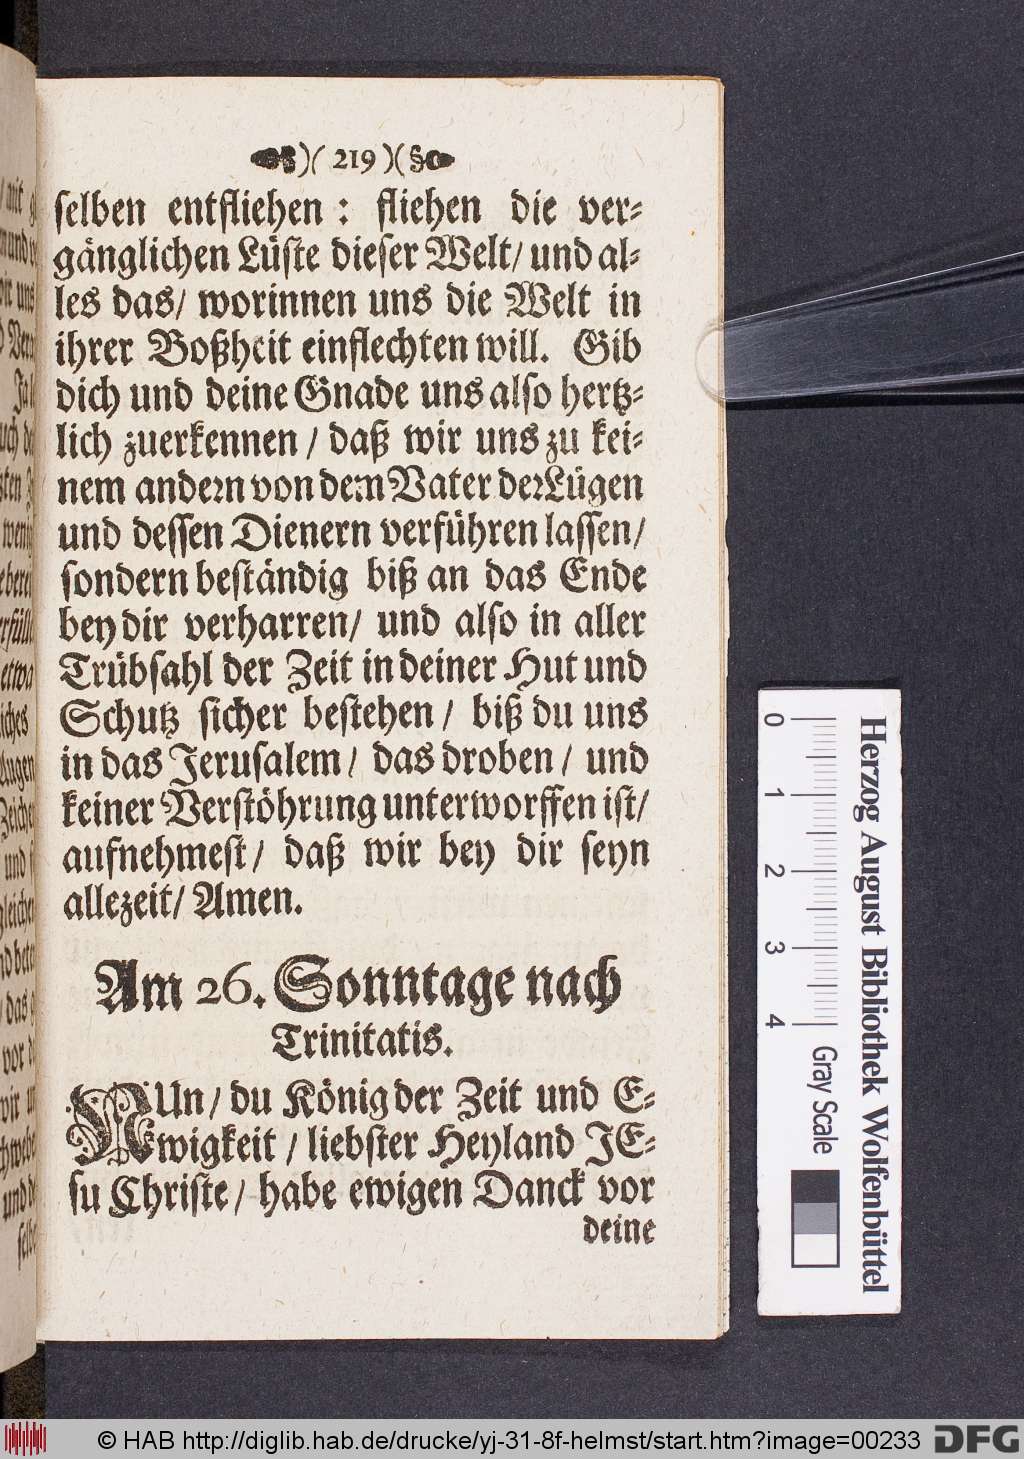 )( 219 )(
selben entfliehen: fliehen die ver=
gänglichen Lüste dieser Welt/ und al=
les das/ worinnen uns die Welt in
ihrer Boßheit einflechten will. Gib
dich und deine Gnade uns also hertz=
lich zuerkennen / daß wir uns zu kei=
nem andern von dem Vater der Lügen
und dessen Dienern verführen lassen/
sondern beständig biß an das Ende
bey dir verharren/ und also in aller
Trübsahl der Zeit in deiner Hut und
Schutz sicher bestehen / biß du uns
in das Jerusalem/ das droben / und
keiner Verstöhrung unterworffen ist/
aufnehmest/ daß wir bey dir seyn
allezeit/ Amen.
Am 26. Sonntage nach
Trinitatis.
NUn/ du König der Zeit und E=
wigkeit / liebster Heyland JE=
su Christe/ habe ewigen Danck vor
deine
0 1 2 3 4
Gray Scale
Herzog August Bibliothek Wolfenbüttel
© HAB http://diglib.hab.de/drucke/yj-31-8f-helmst/start.htm?image=00233
DFG